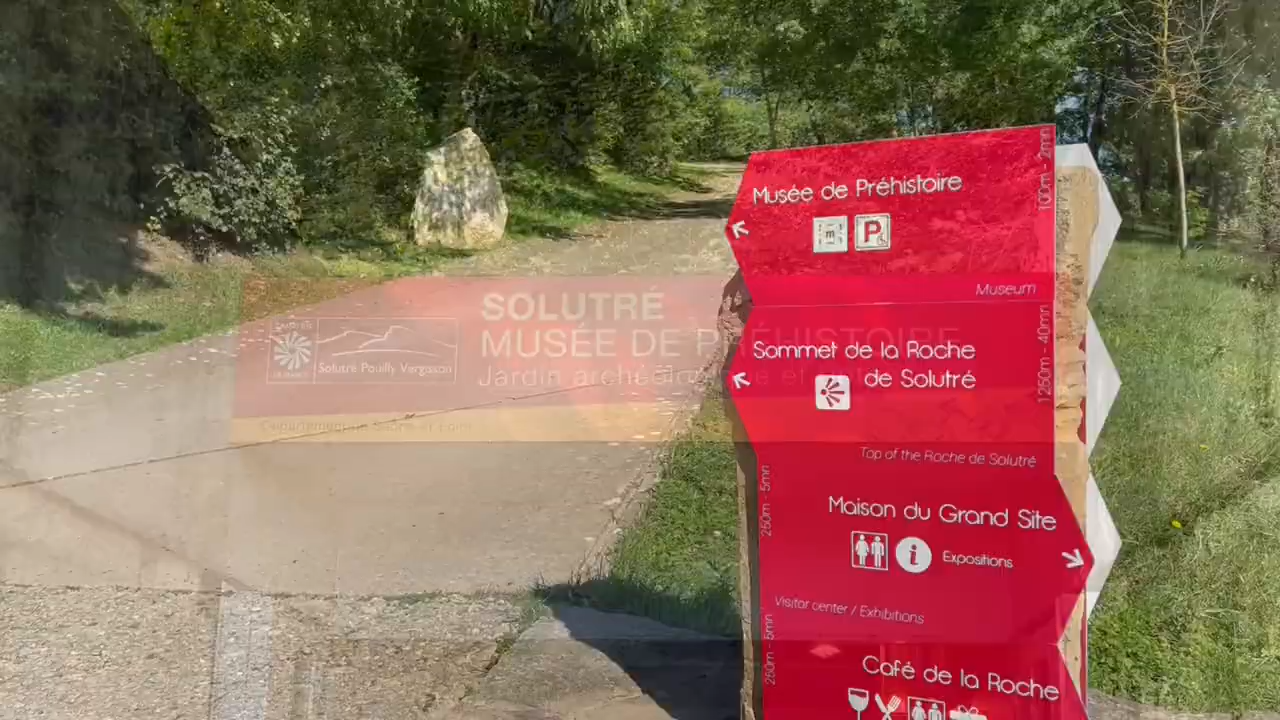 Musée de Préhistoire
100m - 2mn
m
P
Museum
SOLUTRÉ
MUSÉE DE PRÉHISTOIRE
Jardin archéologique et
Solutré Pouilly Vergisson
Sommet de la Roche
de Solutré
1250m - 40mn
Top of the Roche de Solutré
250m - 5mn
Maison du Grand Site
i Expositions
Visitor center / Exhibitions
250m - 5mn
Café de la Roche